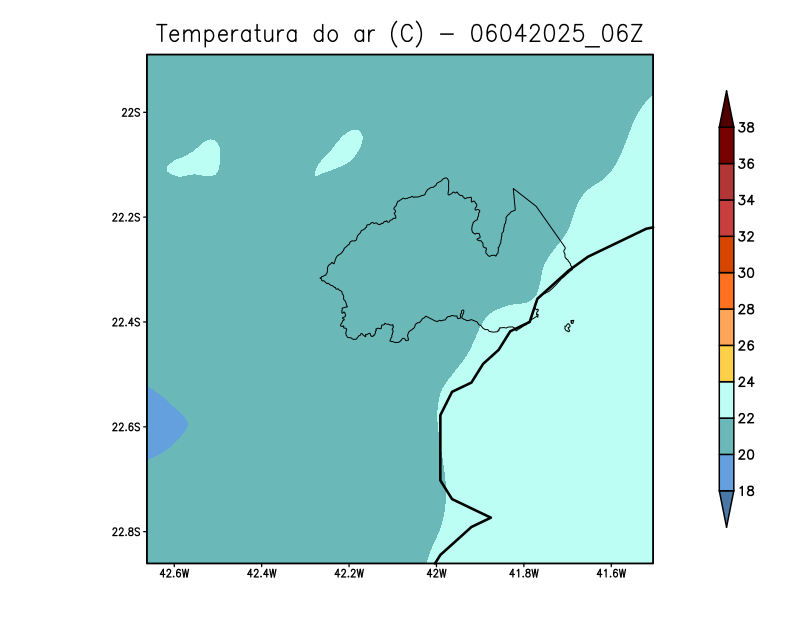 Temperatura do ar (C) - 06042025_06Z
22S
22.2S
22.4S
22.6S
22.8S
42.6W
42.4W
42.2W
42W
41.8W
41.6W
38
36
34
32
30
28
26
24
22
20
18